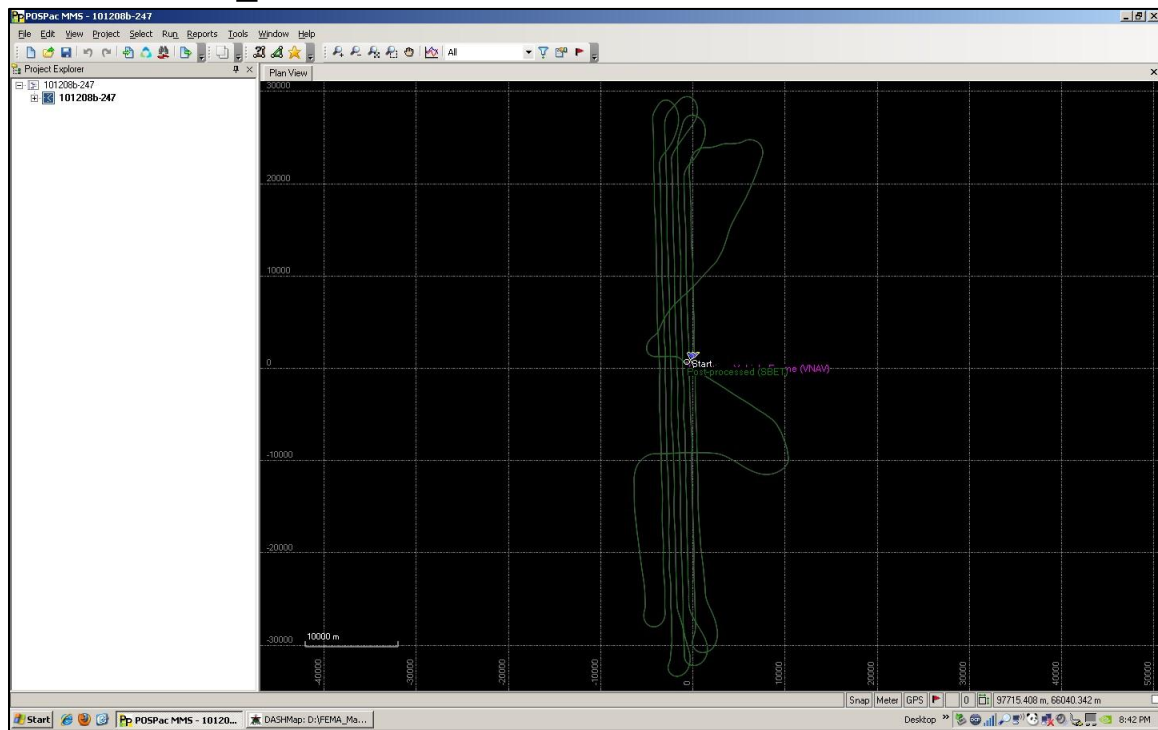 POSPac MMS - 101208b-247
File Edit View Project Select Run Reports Tools Window Help
All
Project Explorer
Plan View
101208b-247
101208b-247
30000
20000
10000
0
-10000
-20000
-30000
Start
Frame (VNAV)
Post-processed (SBET)
10000 m
-40000 -30000 -20000 -10000 0 10000 20000 30000 40000 50000
Snap Meter GPS 0 97715.408 m, 66040.342 m
Start POSPac MMS - 10120... DASHMap: D:\FEMA_Ma... Desktop » 8:42 PM